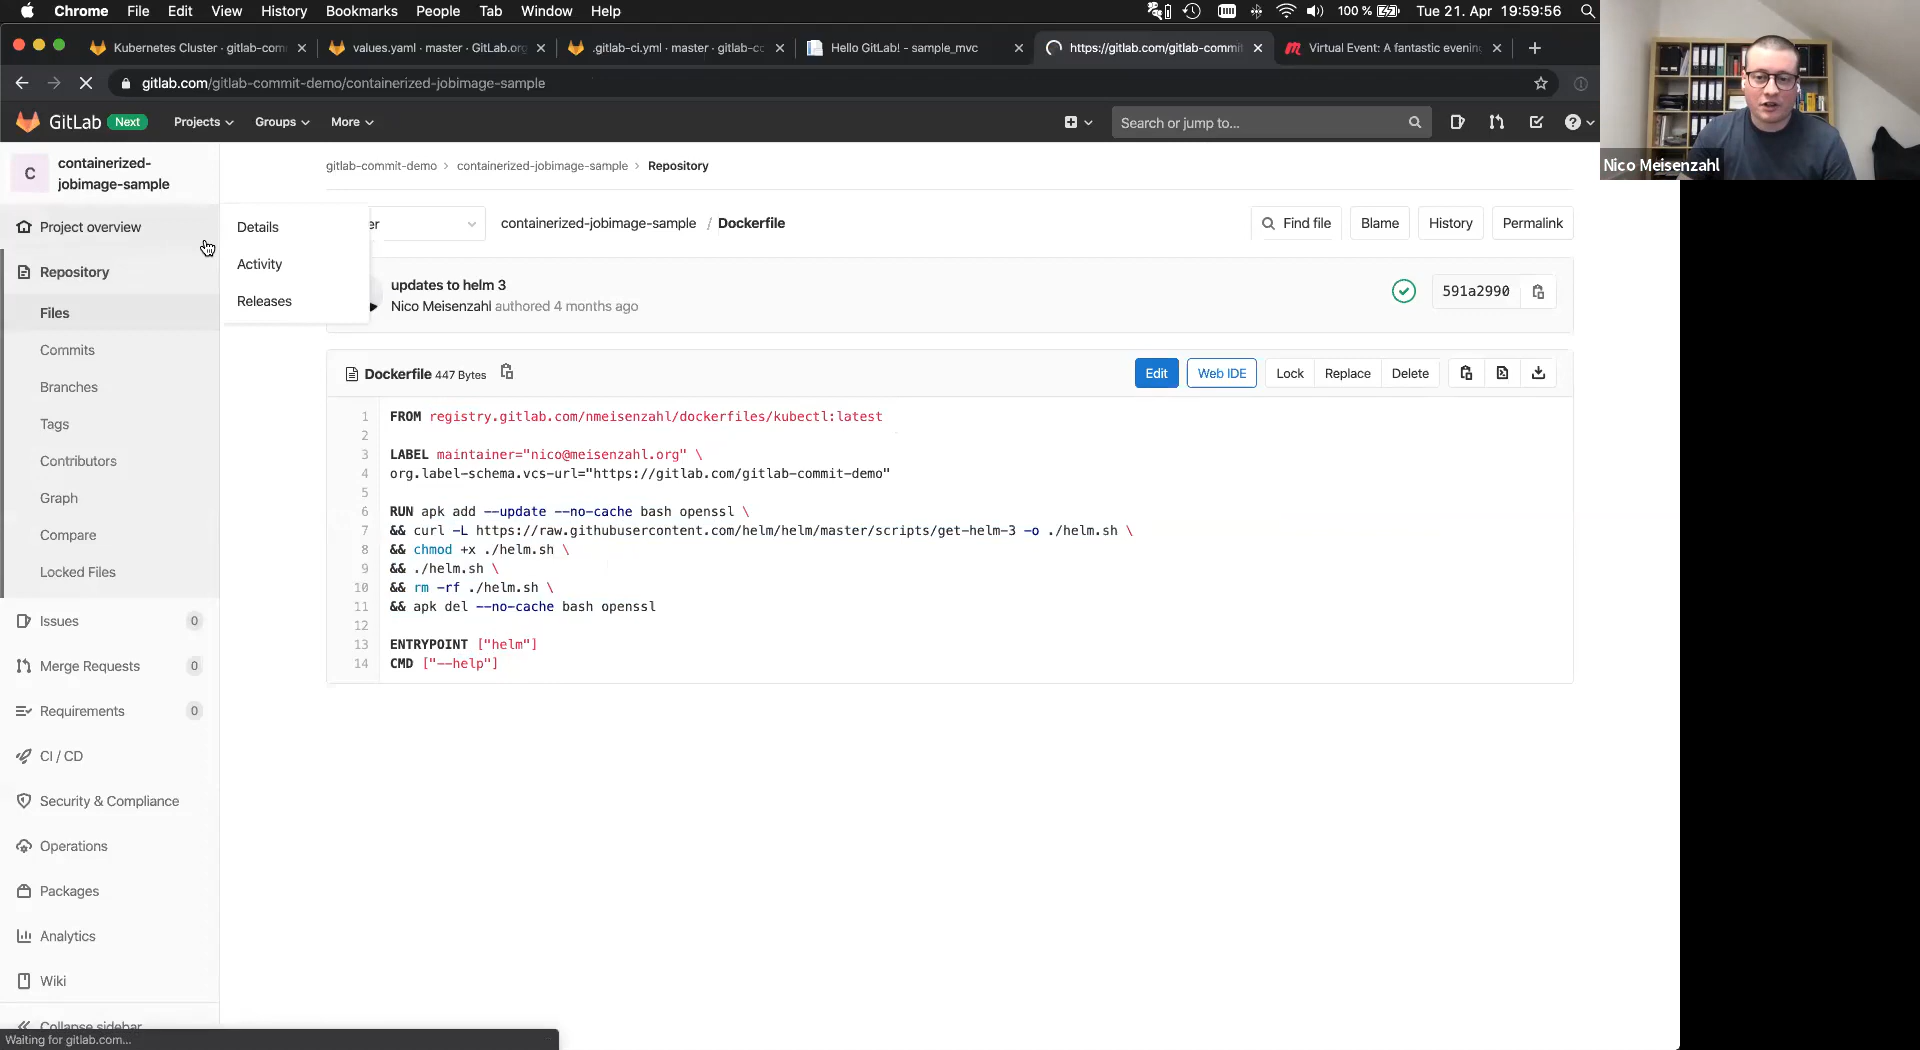 Chrome File Edit View History Bookmarks People Tab Window Help 100 % Tue 21. Apr 19:59:56
Kubernetes Cluster · gitlab-com values.yaml · master · GitLab.org .gitlab-ci.yml · master · gitlab-co Hello GitLab! - sample_mvc https://gitlab.com/gitlab-commit Virtual Event: A fantastic evening
gitlab.com/gitlab-commit-demo/containerized-jobimage-sample
GitLab Next Projects Groups More Search or jump to...
Nico Meisenzahl
C containerized-
jobimage-sample
gitlab-commit-demo › containerized-jobimage-sample › Repository
Project overview
Repository
Files
Commits
Branches
Tags
Contributors
Graph
Compare
Locked Files
Issues 0
Merge Requests 0
Requirements 0
CI / CD
Security & Compliance
Operations
Packages
Analytics
Wiki
Collapse sidebar
Waiting for gitlab.com...
Details
Activity
Releases
er containerized-jobimage-sample / Dockerfile Find file Blame History Permalink
updates to helm 3
Nico Meisenzahl authored 4 months ago
591a2990
Dockerfile 447 Bytes Edit Web IDE Lock Replace Delete
1 FROM registry.gitlab.com/nmeisenzahl/dockerfiles/kubectl:latest
2
3 LABEL maintainer="nico@meisenzahl.org" \
4 org.label-schema.vcs-url="https://gitlab.com/gitlab-commit-demo"
5
6 RUN apk add --update --no-cache bash openssl \
7 && curl -L https://raw.githubusercontent.com/helm/helm/master/scripts/get-helm-3 -o ./helm.sh \
8 && chmod +x ./helm.sh \
9 && ./helm.sh \
10 && rm -rf ./helm.sh \
11 && apk del --no-cache bash openssl
12
13 ENTRYPOINT ["helm"]
14 CMD ["--help"]